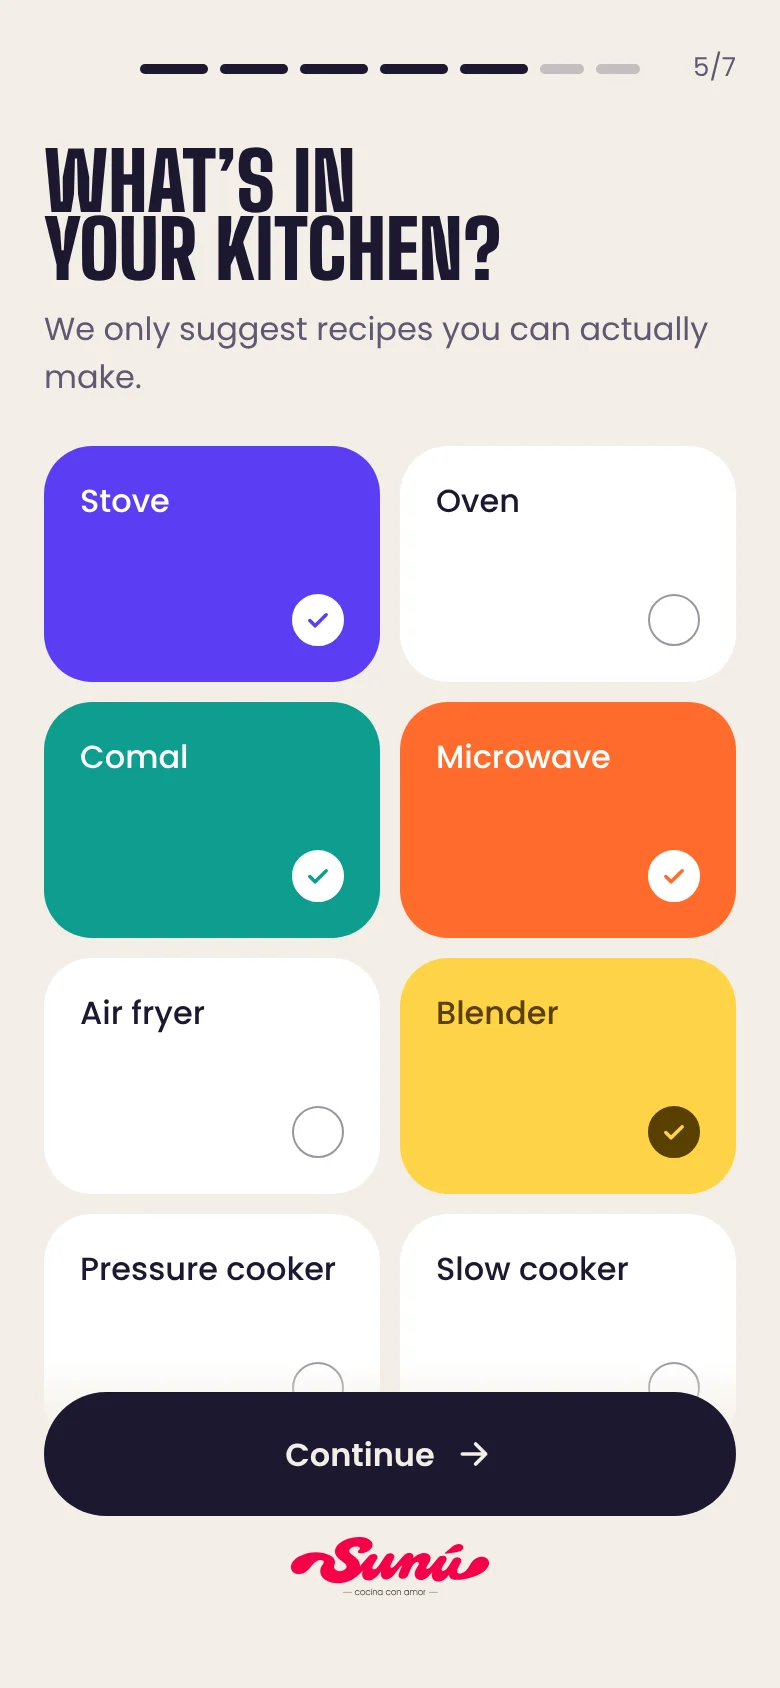 5/7
WHAT’S IN
YOUR KITCHEN?
We only suggest recipes you can actually
make.
Stove
Oven
Comal
Microwave
Air fryer
Blender
Pressure cooker
Slow cooker
Continue →
Sunú
— cocina con amor —